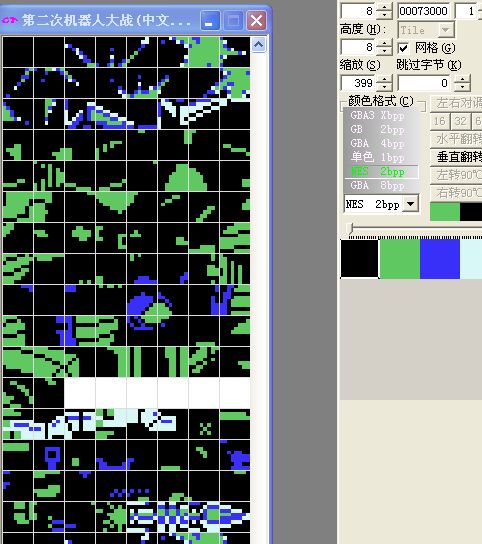 第二次机器人大战(中文...
8 00073000 1
高度(H): Tile
8 网格(G)
缩放(S) 跳过字节(K)
399 0
颜色格式(C) 左右对调
GBA3 Xbpp
GB 2bpp 16 32 6
GBA 4bpp 水平翻转
单色 1bpp 垂直翻转
NES 2bpp 左转90℃
GBA 8bpp 右转90℃
NES 2bpp